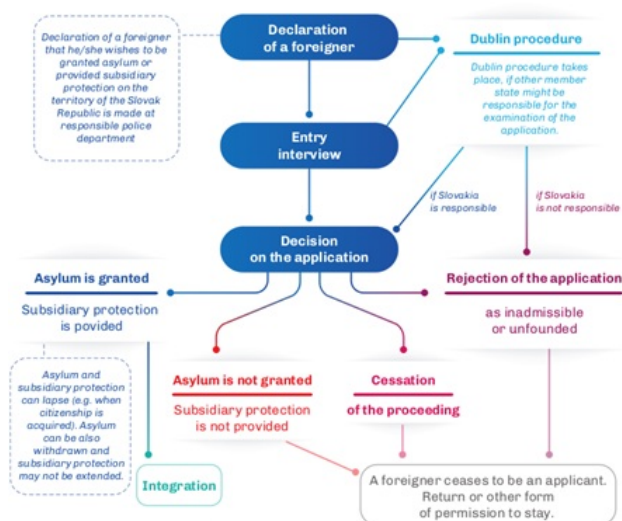 Declaration
of a foreigner
Declaration of a foreigner
that he/she wishes to be
granted asylum or
provided subsidiary
protection on the
territory of the Slovak
Republic is made at
responsible police
department
Dublin procedure
Dublin procedure takes
place, if other member
state might be
responsible for the
examination of the
application.
Entry
interview
if Slovakia
is responsible
if Slovakia
is not responsible
Decision
on the application
Asylum is granted
Subsidiary protection
is povided
Rejection of the application
as inadmissible
or unfounded
Asylum and
subsidiary protection
can lapse (e.g. when
citizenship is
acquired). Asylum
can be also
withdrawn and
subsidiary protection
may not be extended.
Asylum is not granted
Subsidiary protection
is not provided
Cessation
of the proceeding
Integration
A foreigner ceases to be an applicant.
Return or other form
of permission to stay.